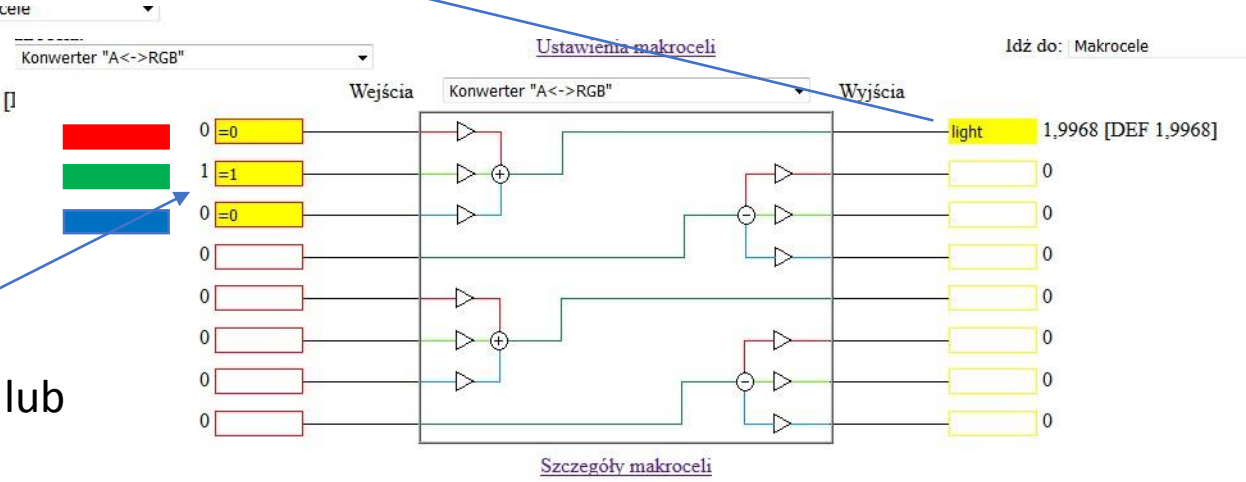 Konwerter "A<->RGB" Ustawienia makroceli Idź do: Makrocele
Wejścia Konwerter "A<->RGB" Wyjścia
0 =0 light 1,9968 [DEF 1,9968]
1 =1 0
0 =0 0
0 0
0 0
0 0
0 0
0 0
lub
Szczegóły makroceli